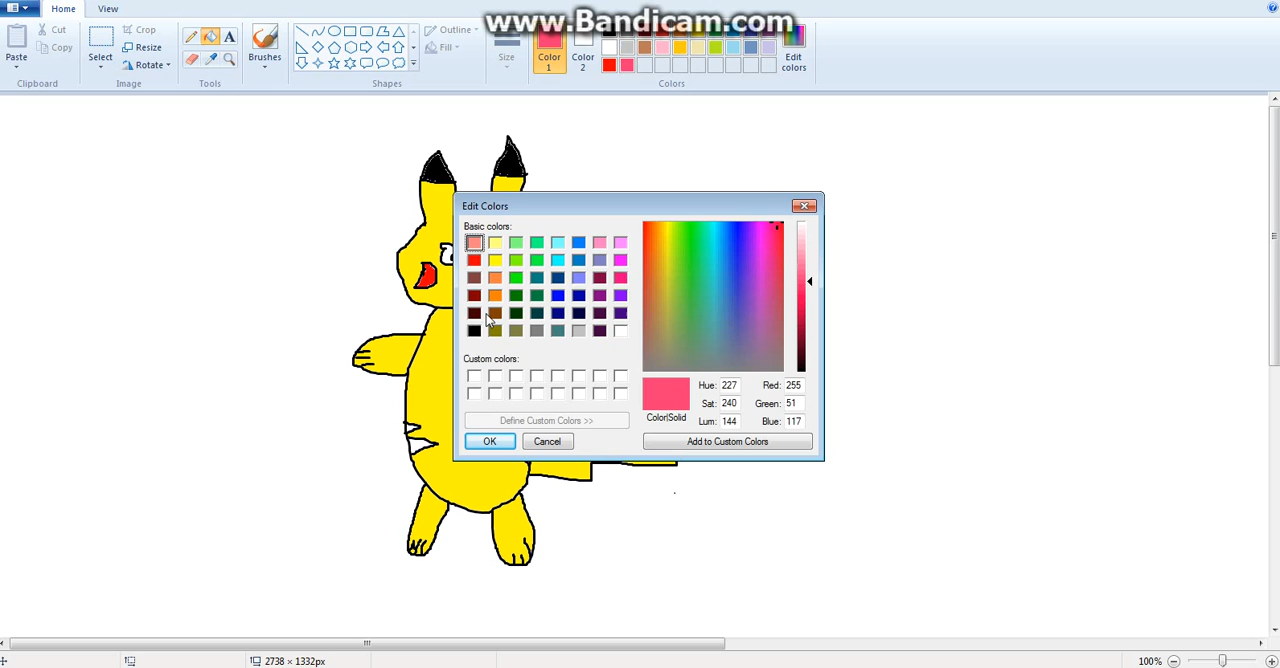 Home View
www.Bandicam.com
Cut
Copy
Paste
Clipboard
Select
Crop
Resize
Rotate
Image
A
Tools
Brushes
Shapes
Outline
Fill
Size
Color
1
Color
2
Edit
colors
Colors
Edit Colors
Basic colors:
Custom colors:
Define Custom Colors >>
OK Cancel
Color|Solid
Hue: 227 Red: 255
Sat: 240 Green: 51
Lum: 144 Blue: 117
Add to Custom Colors
2738 × 1332px
100%